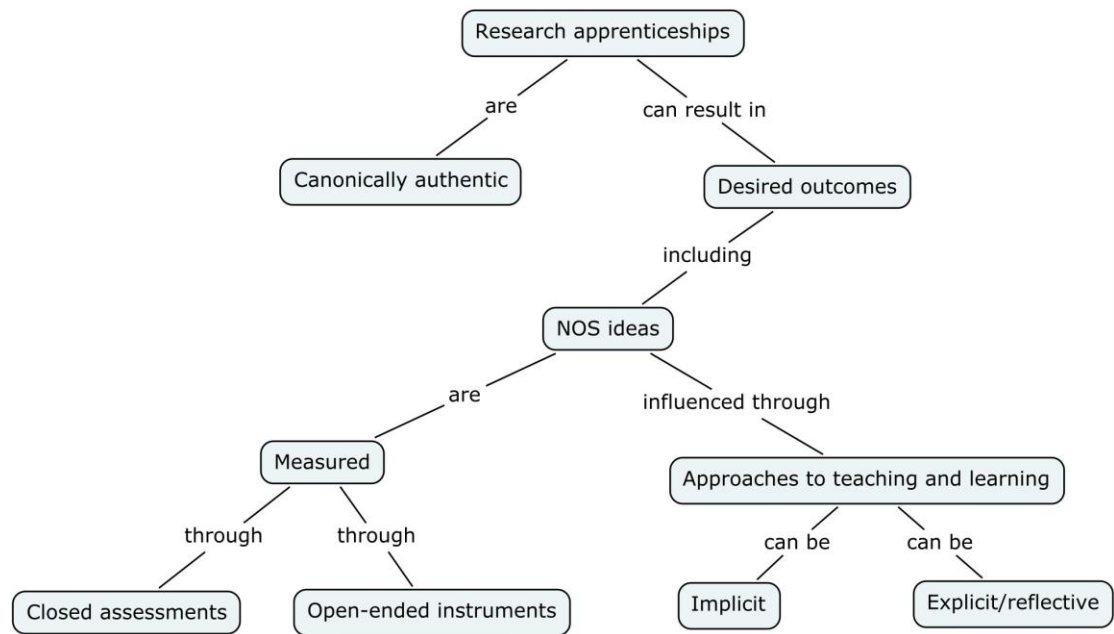 Research apprenticeships
are
can result in
Canonically authentic
Desired outcomes
including
NOS ideas
are
influenced through
Measured
Approaches to teaching and learning
through
through
can be
can be
Closed assessments
Open-ended instruments
Implicit
Explicit/reflective